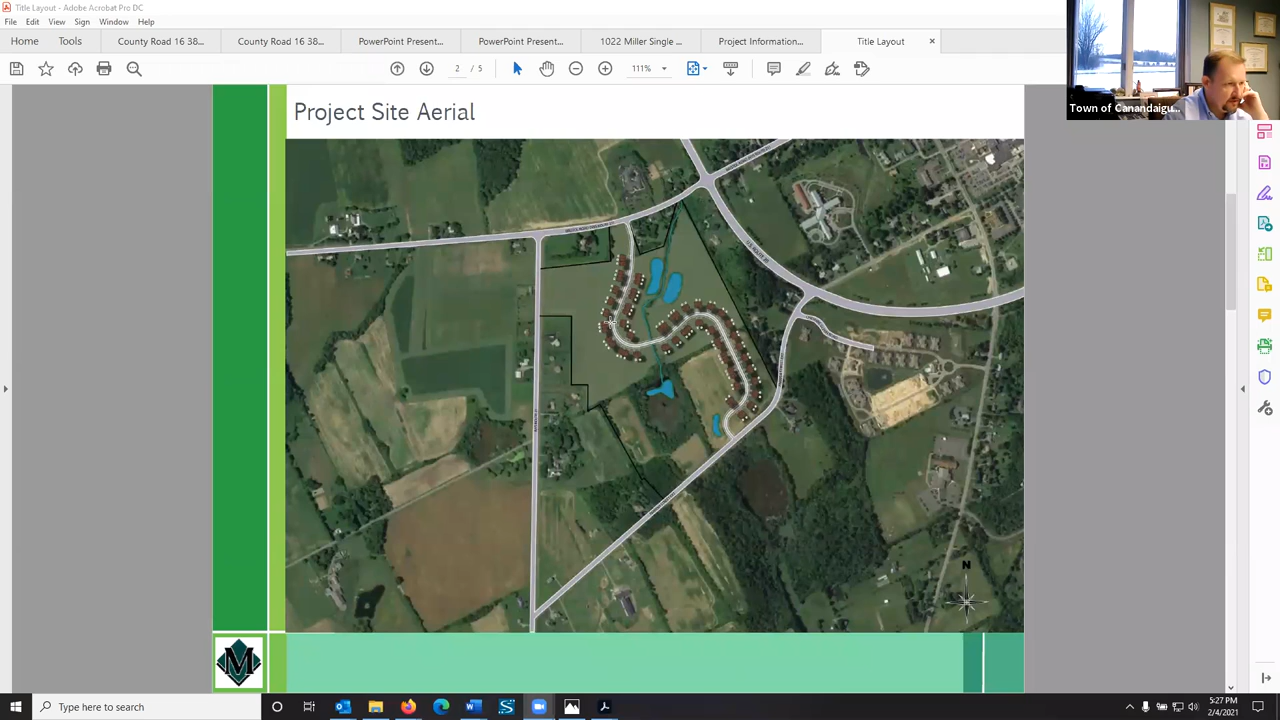 Title Layout - Adobe Acrobat Pro DC
File Edit View Sign Window Help
Home Tools County Road 16 38... County Road 16 38... PowerPoint Present... PowerPoint Present... 1022 Miller Single ... Project Information... Title Layout ×
2 / 5 111%
Town of Canandaigu...
Project Site Aerial
N
M
Type here to search
5:27 PM
2/4/2021